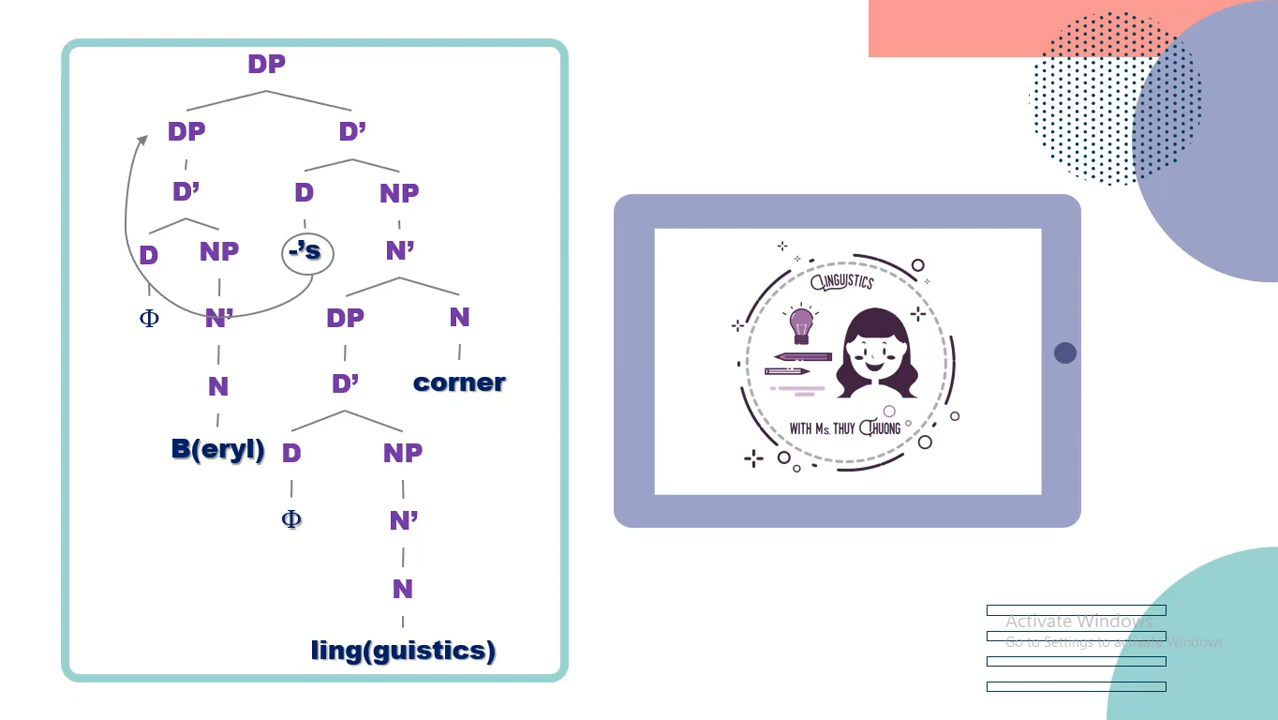 DP
DP D’
D’ D NP
D NP -’s N’
Φ N’ DP N
N D’ corner
B(eryl) D NP
Φ N’
N
ling(guistics)
LINGUISTICS
WITH Ms. THUY THUONG
Activate Windows
Go to Settings to activate Windows.